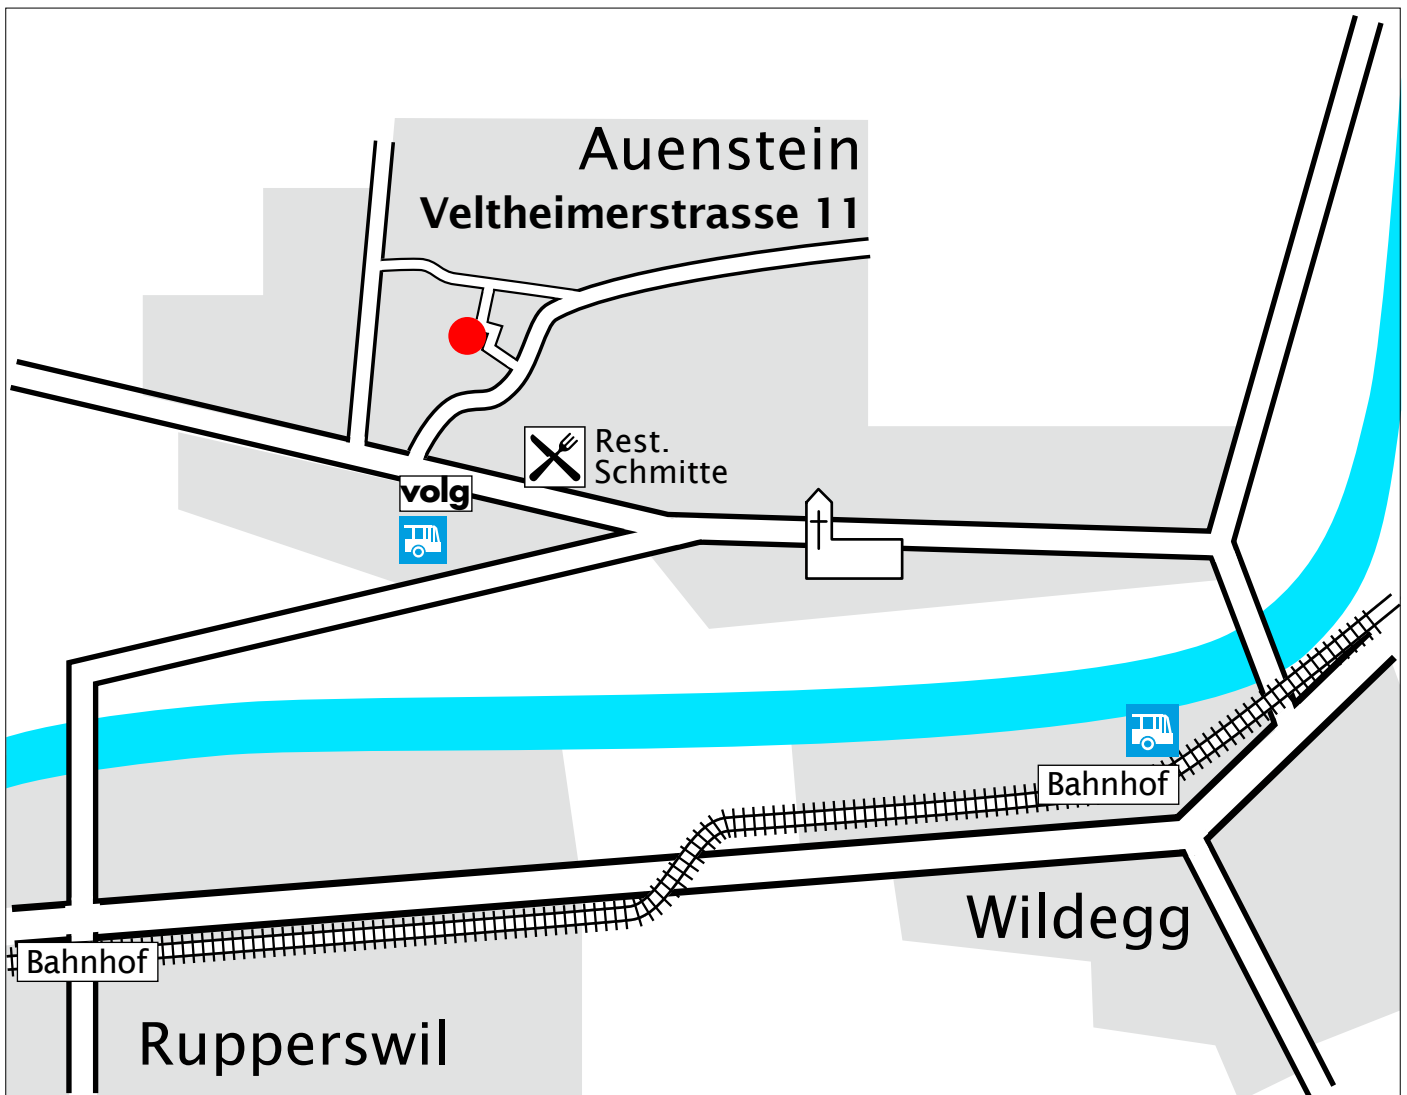 Auenstein
Veltheimerstrasse 11
Rest.
Schmitte
volg
Bahnhof
Wildegg
Bahnhof
Rupperswil